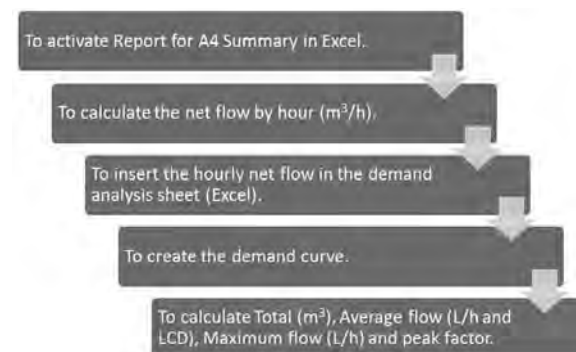 To activate Report for A4 Summary in Excel.
To calculate the net flow by hour (m³/h).
To insert the hourly net flow in the demand
analysis sheet (Excel).
To create the demand curve.
To calculate Total (m³), Average flow (L/h and
LCD), Maximum flow (L/h) and peak factor.